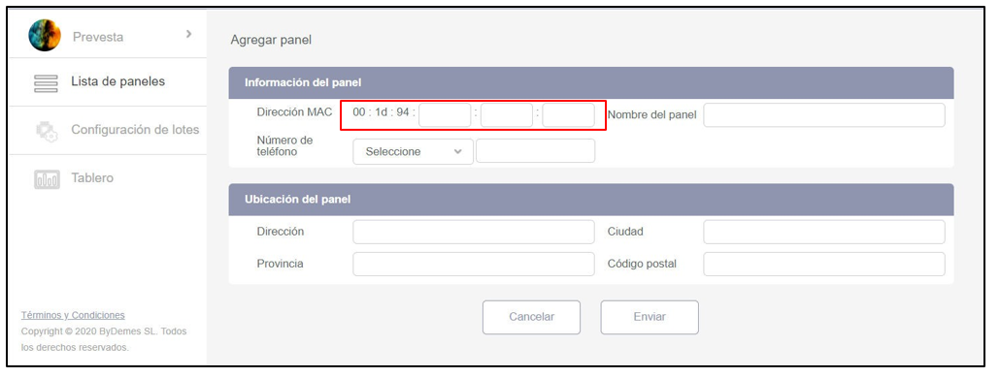 Prevesta
Lista de paneles
Configuración de lotes
Tablero
Términos y Condiciones
Copyright © 2020 ByDemes SL. Todos
los derechos reservados.
Agregar panel
Información del panel
Dirección MAC 00 : 1d : 94 : : : Nombre del panel
Número de
teléfono Seleccione
Ubicación del panel
Dirección Ciudad
Provincia Código postal
Cancelar Enviar